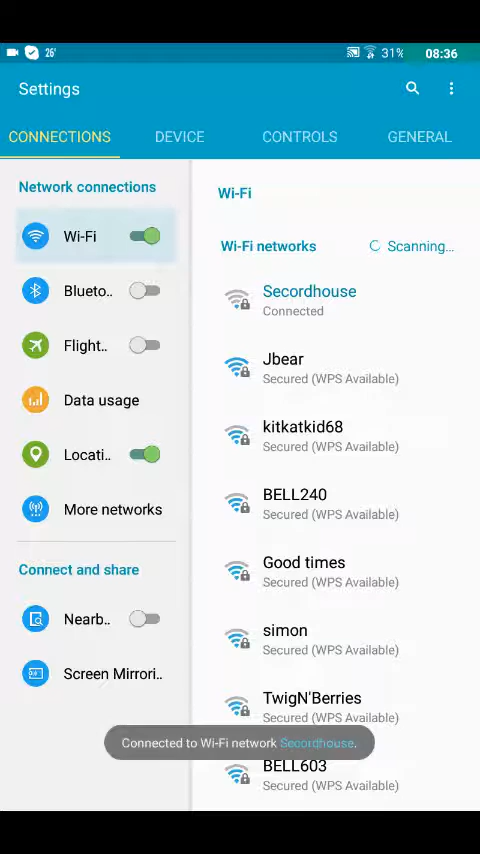 26'
31%
08:36
Settings
CONNECTIONS
DEVICE
CONTROLS
GENERAL
Network connections
Wi-Fi
Blueto..
Flight..
Data usage
Locati..
More networks
Connect and share
Nearb..
Screen Mirrori..
Wi-Fi
Wi-Fi networks
Scanning...
Secordhouse
Connected
Jbear
Secured (WPS Available)
kitkatkid68
Secured (WPS Available)
BELL240
Secured (WPS Available)
Good times
Secured (WPS Available)
simon
Secured (WPS Available)
TwigN'Berries
Secured (WPS Available)
Connected to Wi-Fi network Secordhouse.
BELL603
Secured (WPS Available)